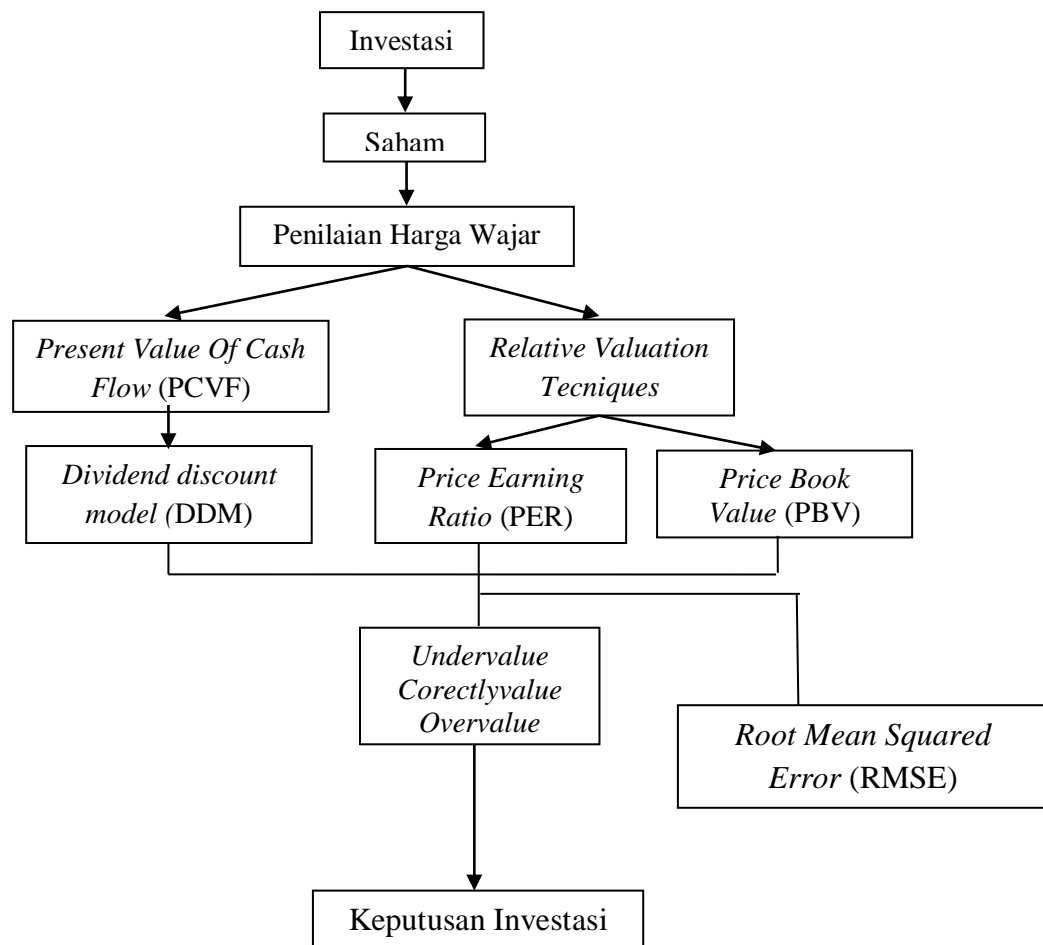 Investasi
Saham
Penilaian Harga Wajar
Present Value Of Cash
Flow (PCVF)
Relative Valuation
Tecniques
Dividend discount
model (DDM)
Price Earning
Ratio (PER)
Price Book
Value (PBV)
Undervalue
Corectlyvalue
Overvalue
Root Mean Squared
Error (RMSE)
Keputusan Investasi